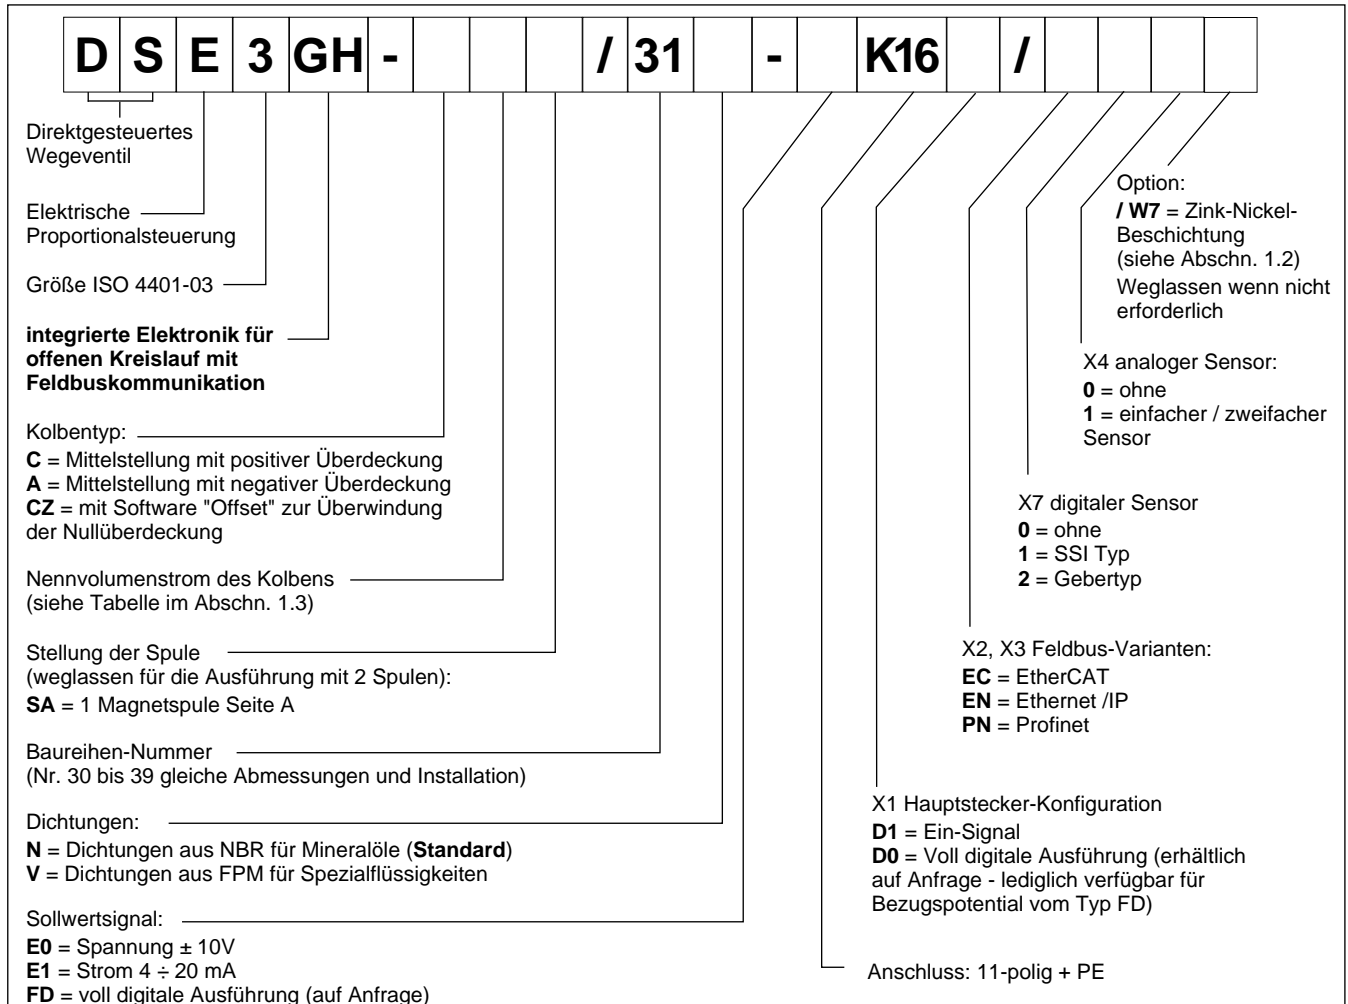 D S E 3 GH - / 31 - K16 /
Direktgesteuertes
Wegeventil
Elektrische
Proportionalsteuerung
Größe ISO 4401-03
integrierte Elektronik für
offenen Kreislauf mit
Feldbuskommunikation
Kolbentyp:
C = Mittelstellung mit positiver Überdeckung
A = Mittelstellung mit negativer Überdeckung
CZ = mit Software "Offset" zur Überwindung
der Nullüberdeckung
Nennvolumenstrom des Kolbens
(siehe Tabelle im Abschn. 1.3)
Stellung der Spule
(weglassen für die Ausführung mit 2 Spulen):
SA = 1 Magnetspule Seite A
Baureihen-Nummer
(Nr. 30 bis 39 gleiche Abmessungen und Installation)
Dichtungen:
N = Dichtungen aus NBR für Mineralöle (Standard)
V = Dichtungen aus FPM für Spezialflüssigkeiten
Sollwertsignal:
E0 = Spannung ± 10V
E1 = Strom 4 ÷ 20 mA
FD = voll digitale Ausführung (auf Anfrage)
Option:
/ W7 = Zink-Nickel-
Beschichtung
(siehe Abschn. 1.2)
Weglassen wenn nicht
erforderlich
X4 analoger Sensor:
0 = ohne
1 = einfacher / zweifacher
Sensor
X7 digitaler Sensor
0 = ohne
1 = SSI Typ
2 = Gebertyp
X2, X3 Feldbus-Varianten:
EC = EtherCAT
EN = Ethernet /IP
PN = Profinet
X1 Hauptstecker-Konfiguration
D1 = Ein-Signal
D0 = Voll digitale Ausführung (erhältlich
auf Anfrage - lediglich verfügbar für
Bezugspotential vom Typ FD)
Anschluss: 11-polig + PE